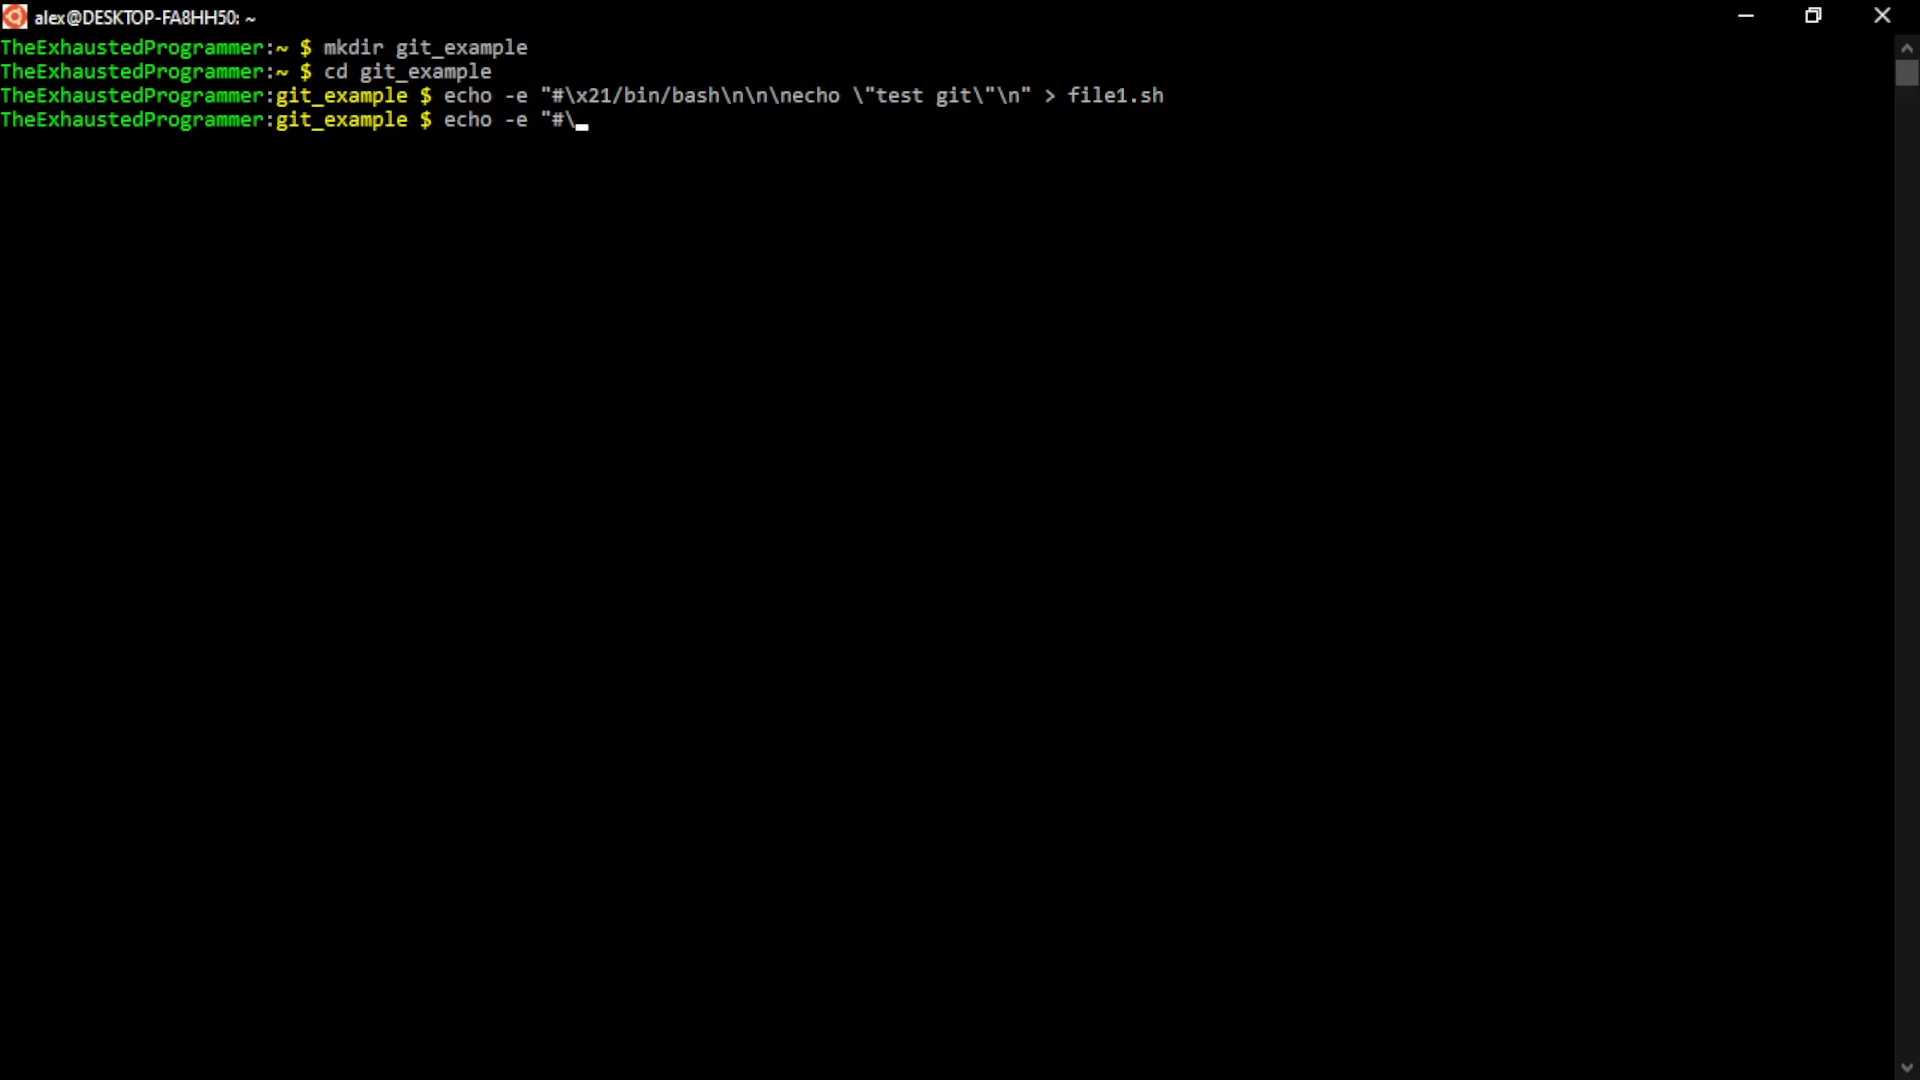 alex@DESKTOP-FA8HH50: ~
TheExhaustedProgrammer:~ $ mkdir git_example
TheExhaustedProgrammer:~ $ cd git_example
TheExhaustedProgrammer:git_example $ echo -e "#\x21/bin/bash\n\n\necho \"test git\"\n" > file1.sh
TheExhaustedProgrammer:git_example $ echo -e "#\